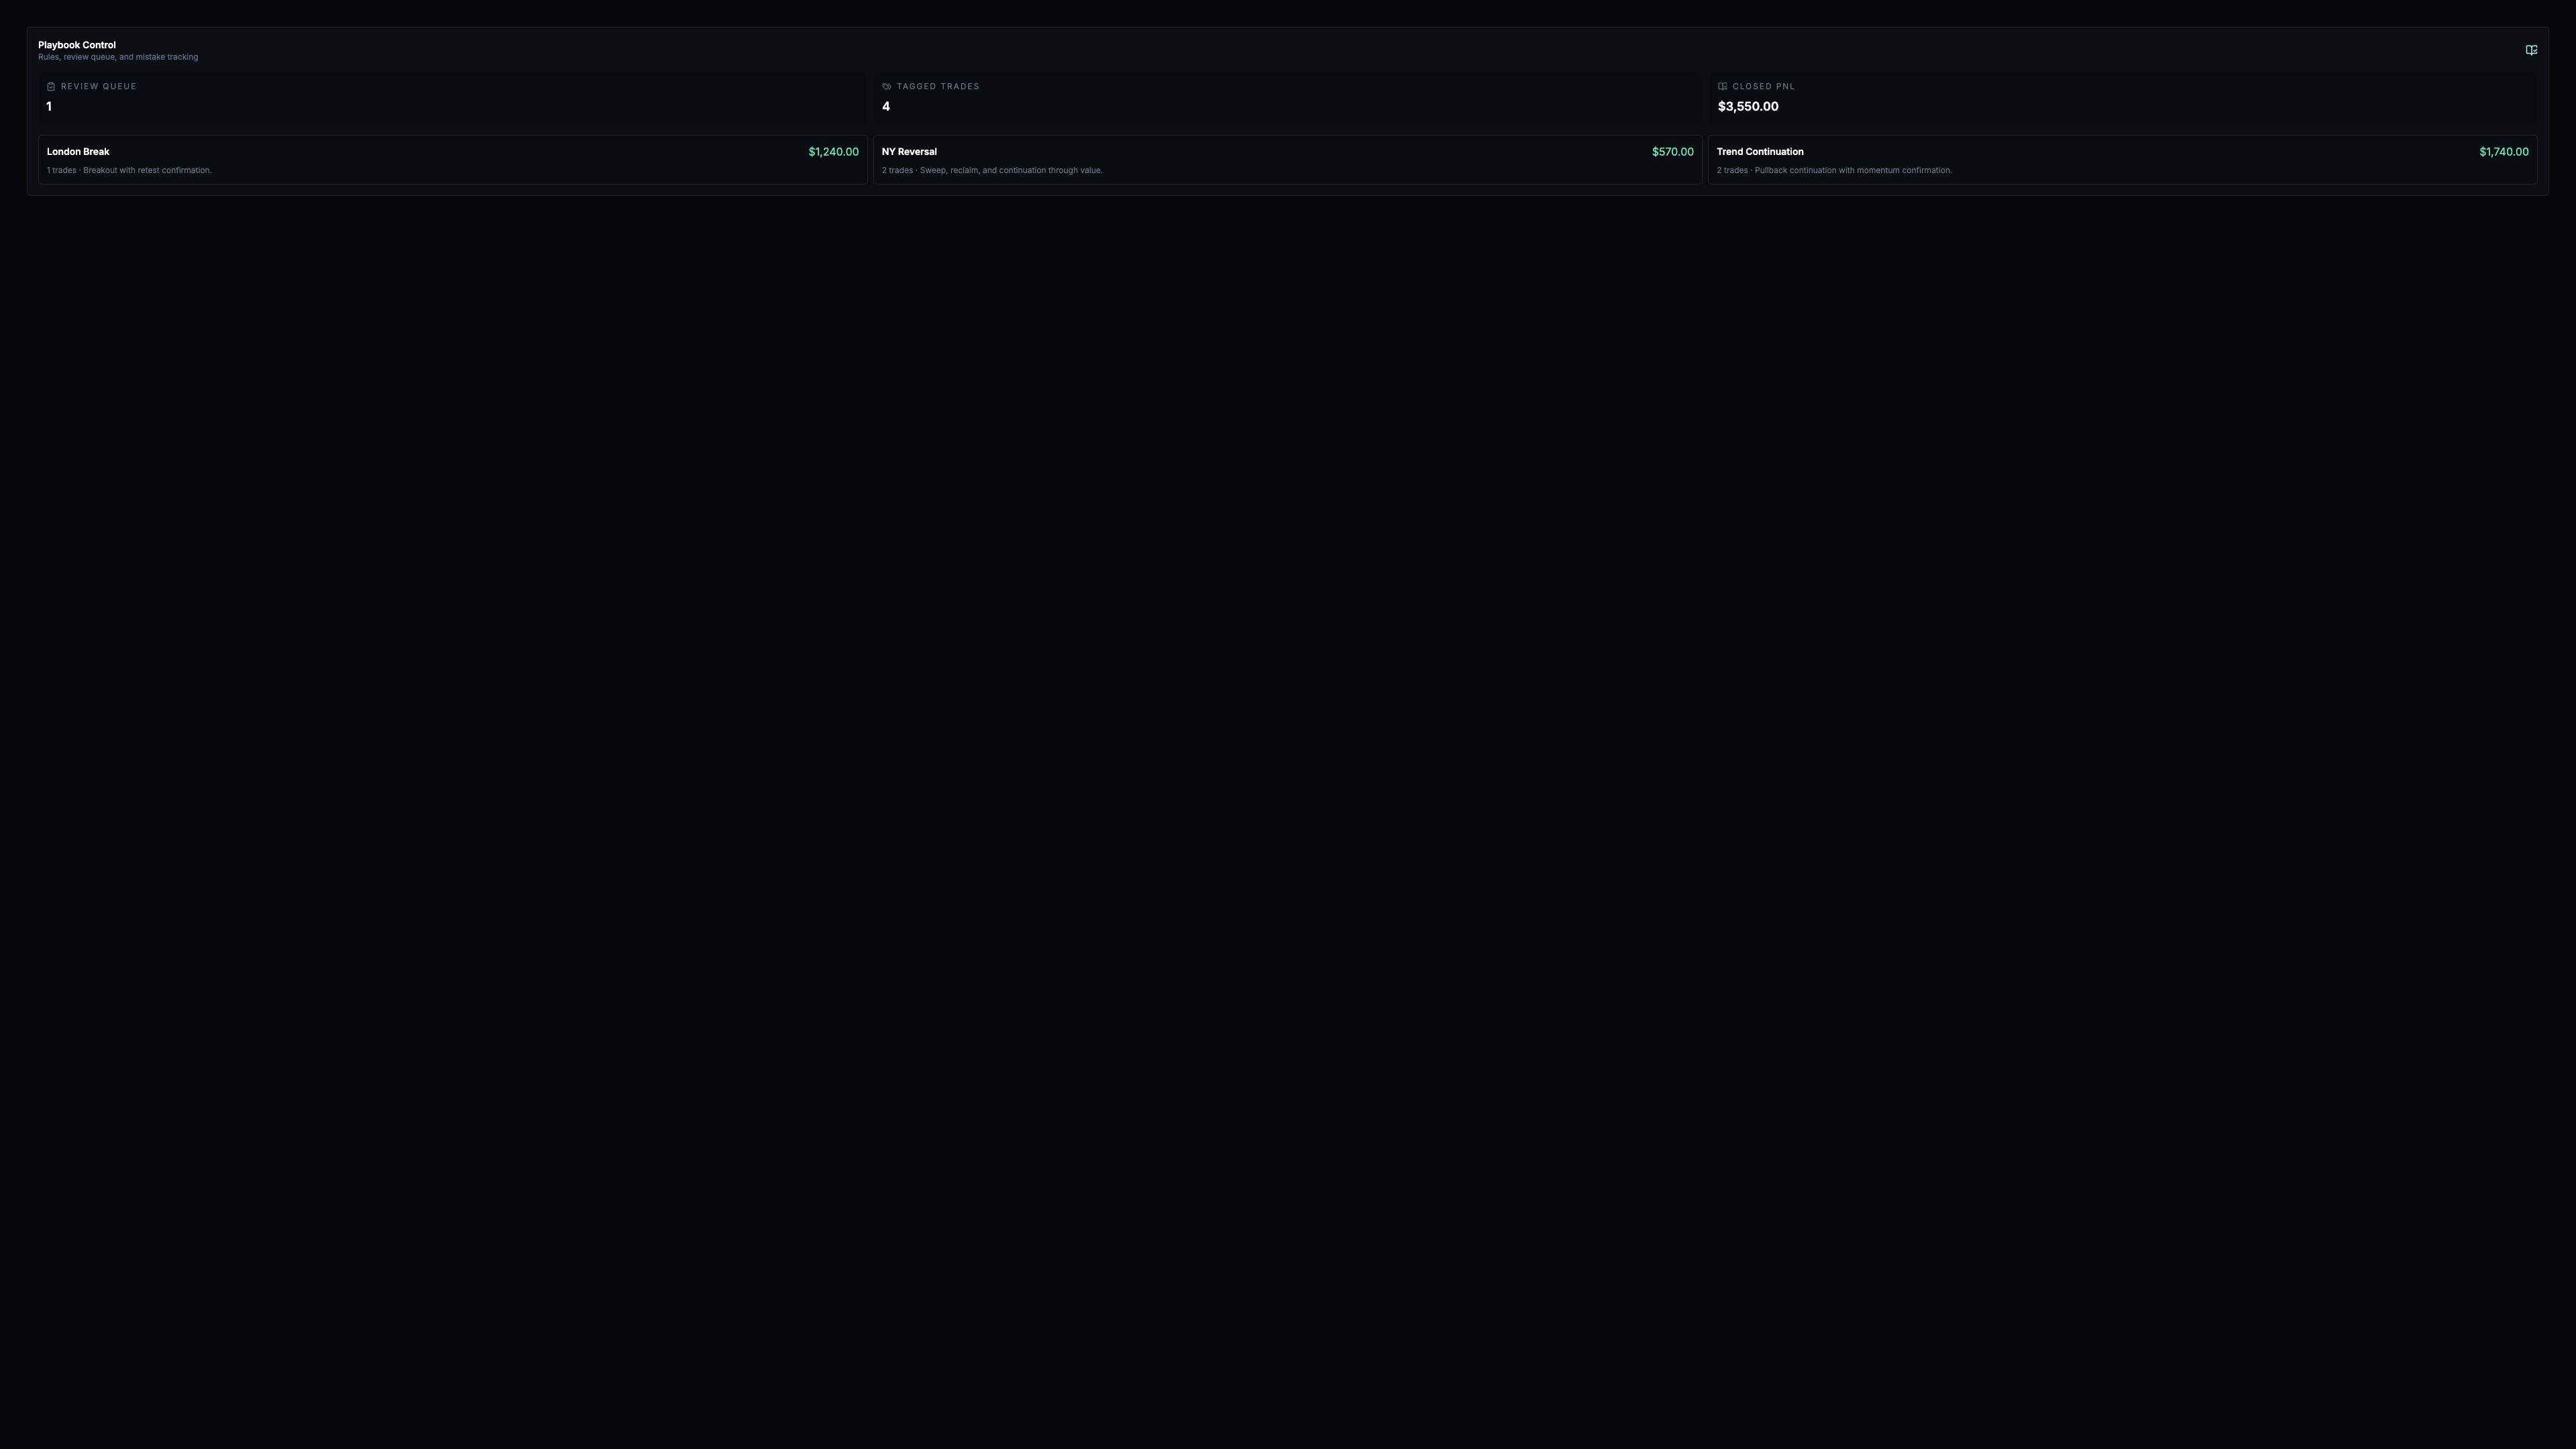 Playbook Control
Rules, review queue, and mistake tracking
REVIEW QUEUE
1
TAGGED TRADES
4
CLOSED PNL
$3,550.00
London Break
$1,240.00
1 trades · Breakout with retest confirmation.
NY Reversal
$570.00
2 trades · Sweep, reclaim, and continuation through value.
Trend Continuation
$1,740.00
2 trades · Pullback continuation with momentum confirmation.